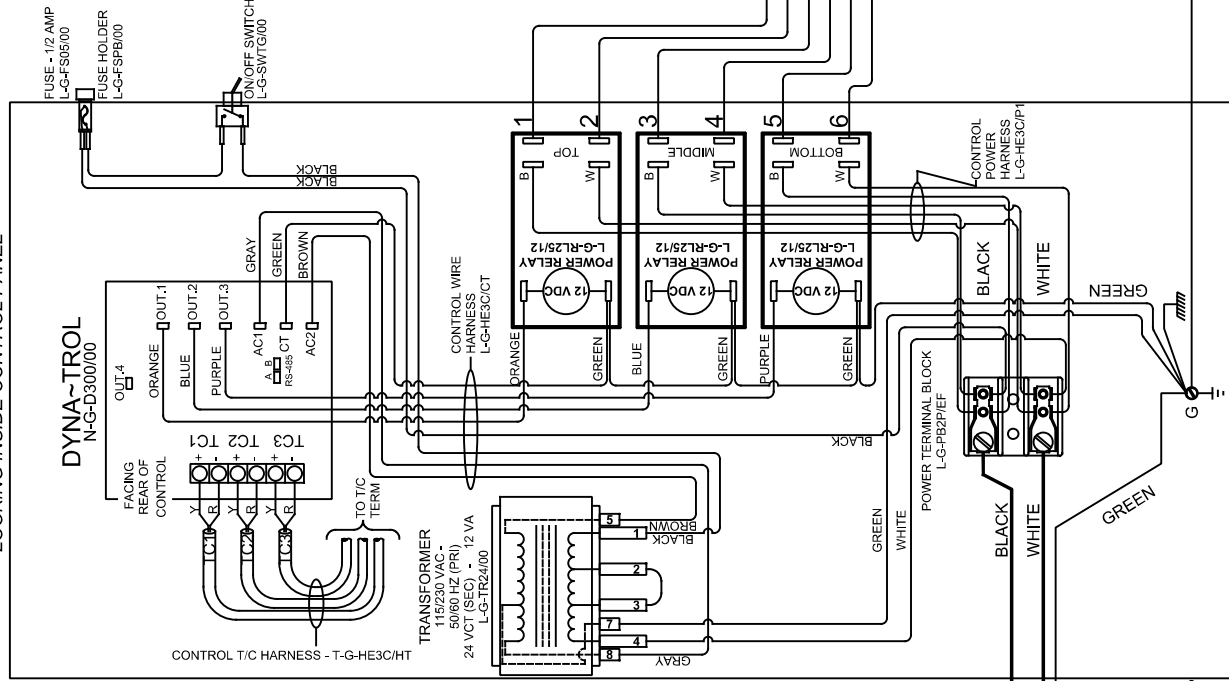 FUSE - 1/2 AMP
L-G-FS05/00
FUSE HOLDER
L-G-FSPB/00
ON/OFF SWITCH
L-G-SWTG/00
BLACK
BLACK
DYNA~TROL
N-G-D300/00
OUT.4
OUT.1
OUT.2
OUT.3
ORANGE
BLUE
PURPLE
GRAY
GREEN
BROWN
AC1
CT
AC2
A B
RS-485
FACING
REAR OF
CONTROL
TC1
TC2
TC3
+
-
+
-
+
-
Y
R
Y
R
Y
R
C1
C2
C3
TO T/C
TERM
CONTROL T/C HARNESS - T-G-HE3C/HT
CONTROL WIRE
HARNESS
L-G-HE3C/CT
1
2
3
4
5
6
TOP
MIDDLE
BOTTOM
B
W
B
W
B
W
POWER RELAY
L-G-RL25/12
12 VDC
POWER RELAY
L-G-RL25/12
12 VDC
POWER RELAY
L-G-RL25/12
12 VDC
ORANGE
GREEN
BLUE
GREEN
PURPLE
GREEN
CONTROL
POWER
HARNESS
L-G-HE3C/P1
BLACK
WHITE
GREEN
BLACK
POWER TERMINAL BLOCK
L-G-PB2P/EF
G
TRANSFORMER
115/230 VAC -
50/60 HZ (PRI)
24 VCT (SEC) - 12 VA
L-G-TR24/00
5
1
2
3
7
4
8
BROWN
BLACK
GRAY
GREEN
WHITE
BLACK
WHITE
GREEN